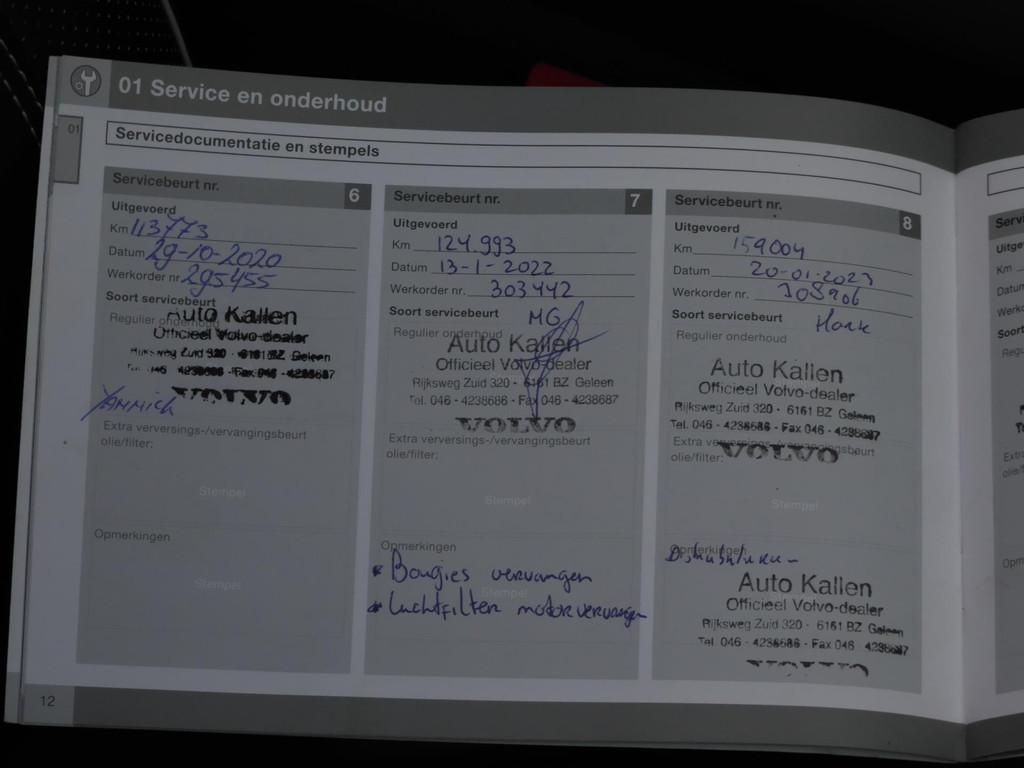 01 Service en onderhoud
01
Servicedocumentatie en stempels
Servicebeurt nr. 6
Uitgevoerd
Km 113773
Datum 29-10-2020
Werkorder nr. 295455
Soort servicebeurt
Regulier onderhoud
Auto Kallen
Officieel Volvo-dealer
Rijksweg Zuid 320 - 6161 BZ Geleen
Tel. 046 - 4238686 - Fax 046 - 4238687
VOLVO
Yannick
Extra verversings-/vervangingsbeurt
olie/filter:
Stempel
Opmerkingen
Stempel
Servicebeurt nr. 7
Uitgevoerd
Km 124.993
Datum 13-1-2022
Werkorder nr. 303442
Soort servicebeurt MG
Regulier onderhoud
Auto Kallen
Officieel Volvo-dealer
Rijksweg Zuid 320 - 6161 BZ Geleen
Tel. 046 - 4238686 - Fax 046 - 4238687
VOLVO
Extra verversings-/vervangingsbeurt
olie/filter:
Stempel
Opmerkingen
* Bougies vervangen
Stempel
* Luchtfilter motor vervangen
Servicebeurt nr. 8
Uitgevoerd
Km 159004
Datum 20-01-2023
Werkorder nr. 308906
Soort servicebeurt
Regulier onderhoud
Auto Kallen
Officieel Volvo-dealer
Rijksweg Zuid 320 - 6161 BZ Geleen
Tel. 046 - 4238686 - Fax 046 - 4238687
Extra verversings-/vervangingsbeurt
VOLVO
olie/filter:
Stempel
Opmerkingen
Auto Kallen
Officieel Volvo-dealer
Rijksweg Zuid 320 - 6161 BZ Geleen
Tel. 046 - 4238686 - Fax 046 4238687
VOLVO
12